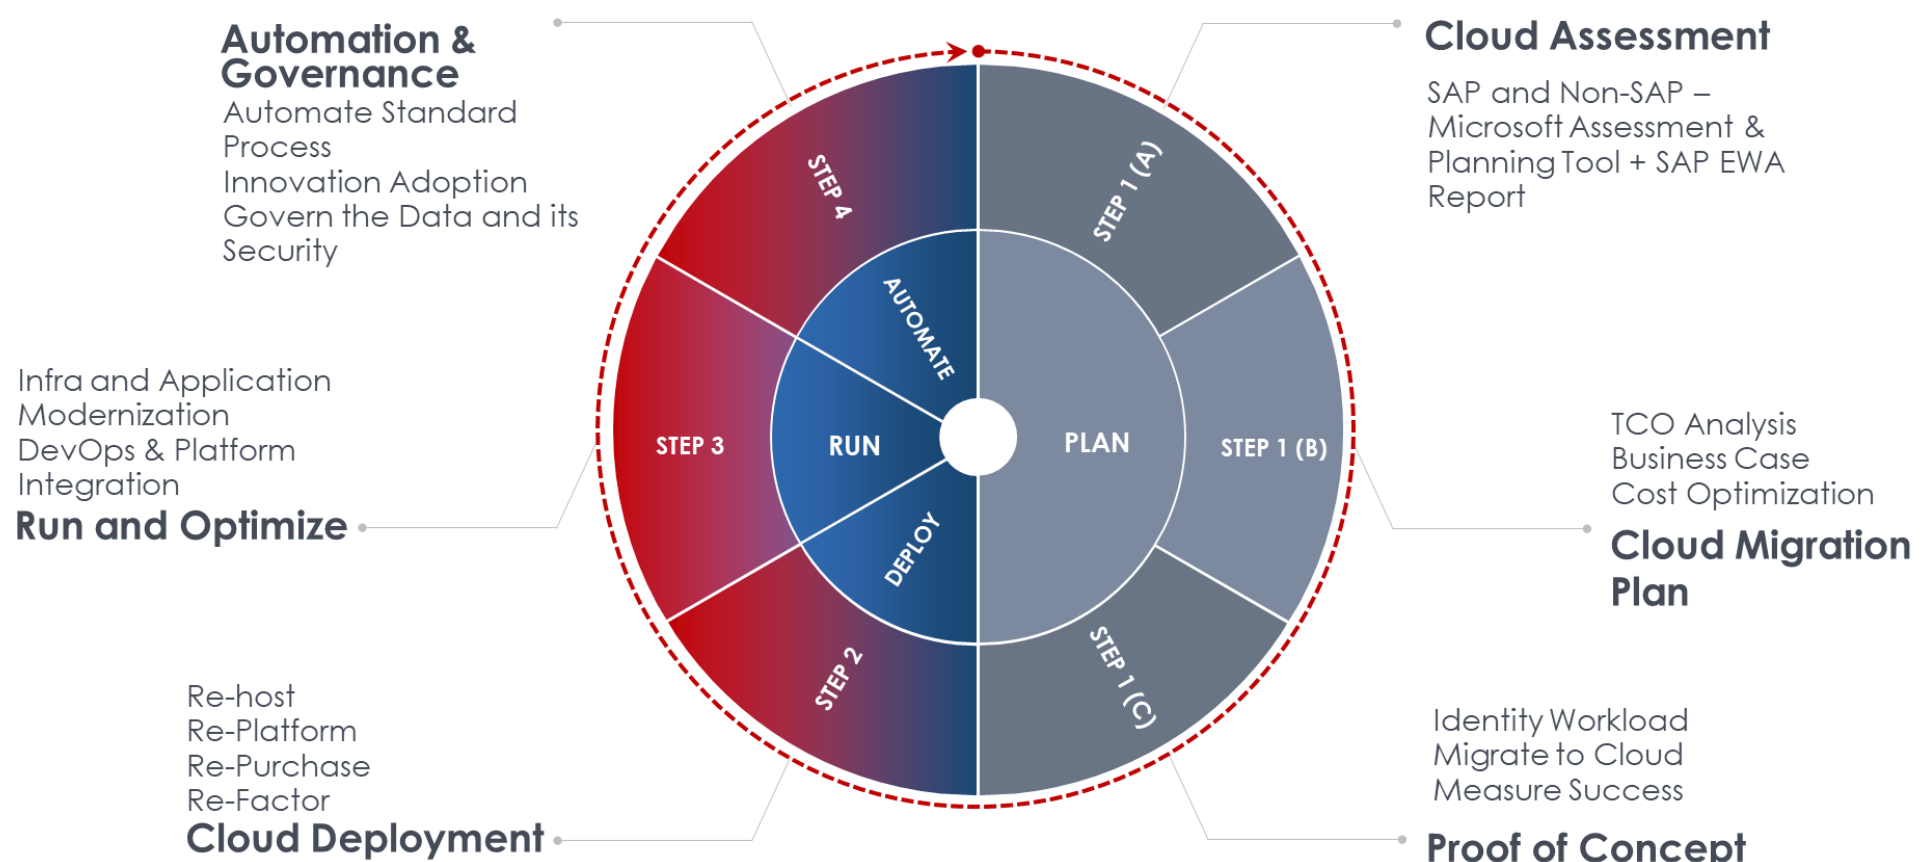 Automation &
Governance
Automate Standard
Process
Innovation Adoption
Govern the Data and its
Security
Cloud Assessment
SAP and Non-SAP –
Microsoft Assessment &
Planning Tool + SAP EWA
Report
STEP 4
STEP 1 (A)
AUTOMATE
Infra and Application
Modernization
DevOps & Platform
Integration
Run and Optimize
STEP 3
RUN
PLAN
STEP 1 (B)
TCO Analysis
Business Case
Cost Optimization
Cloud Migration
Plan
DEPLOY
STEP 2
STEP 1 (C)
Re-host
Re-Platform
Re-Purchase
Re-Factor
Cloud Deployment
Identity Workload
Migrate to Cloud
Measure Success
Proof of Concept